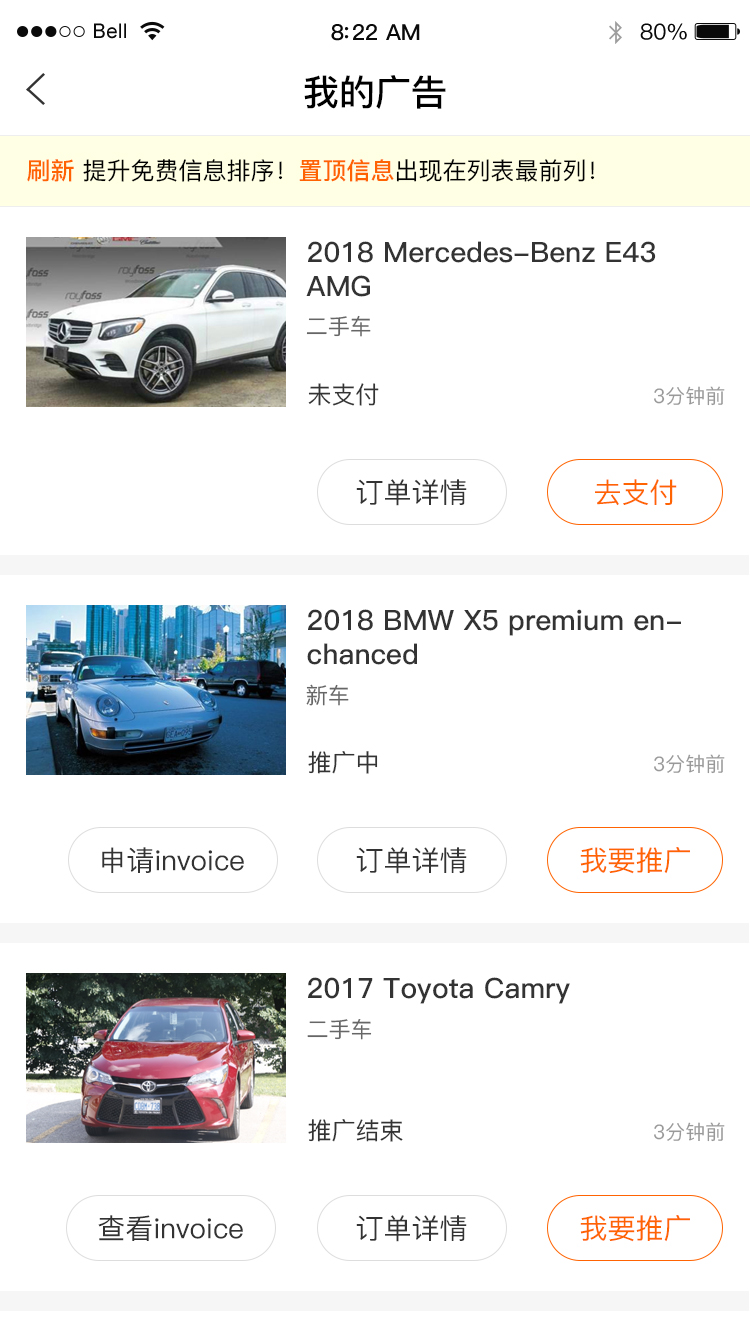 Bell 8:22 AM 80%
我的广告
刷新 提升免费信息排序！置顶信息出现在列表最前列！
rayfass
rayfass
2018 Mercedes-Benz E43
AMG
二手车
未支付 3分钟前
订单详情 去支付
2018 BMW X5 premium en-
chanced
新车
推广中 3分钟前
申请invoice 订单详情 我要推广
2017 Toyota Camry
二手车
推广结束 3分钟前
查看invoice 订单详情 我要推广